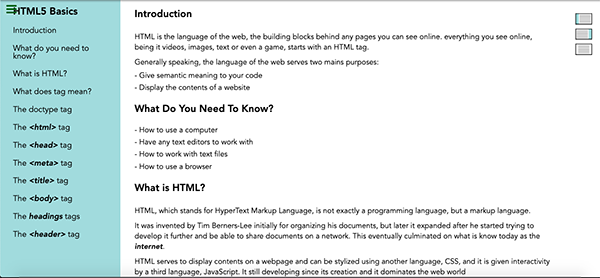 HTML5 Basics
Introduction
What do you need to
know?
What is HTML?
What does tag mean?
The doctype tag
The <html> tag
The <head> tag
The <meta> tag
The <title> tag
The <body> tag
The headings tags
The <header> tag
Introduction
HTML is the language of the web, the building blocks behind any pages you can see online. everything you see online,
being it videos, images, text or even a game, starts with an HTML tag.
Generally speaking, the language of the web serves two mains purposes:
- Give semantic meaning to your code
- Display the contents of a website
What Do You Need To Know?
- How to use a computer
- Have any text editors to work with
- How to work with text files
- How to use a browser
What is HTML?
HTML, which stands for HyperText Markup Language, is not exactly a programming language, but a markup language.
It was invented by Tim Berners-Lee initially for organizing his documents, but later it expanded after he started trying to
develop it further and be able to share documents on a network. This eventually culminated on what is know today as the
internet.
HTML serves to display contents on a webpage and can be stylized using another language, CSS, and it is given interactivity
by a third language, JavaScript. It still developing since its creation and it dominates the web world